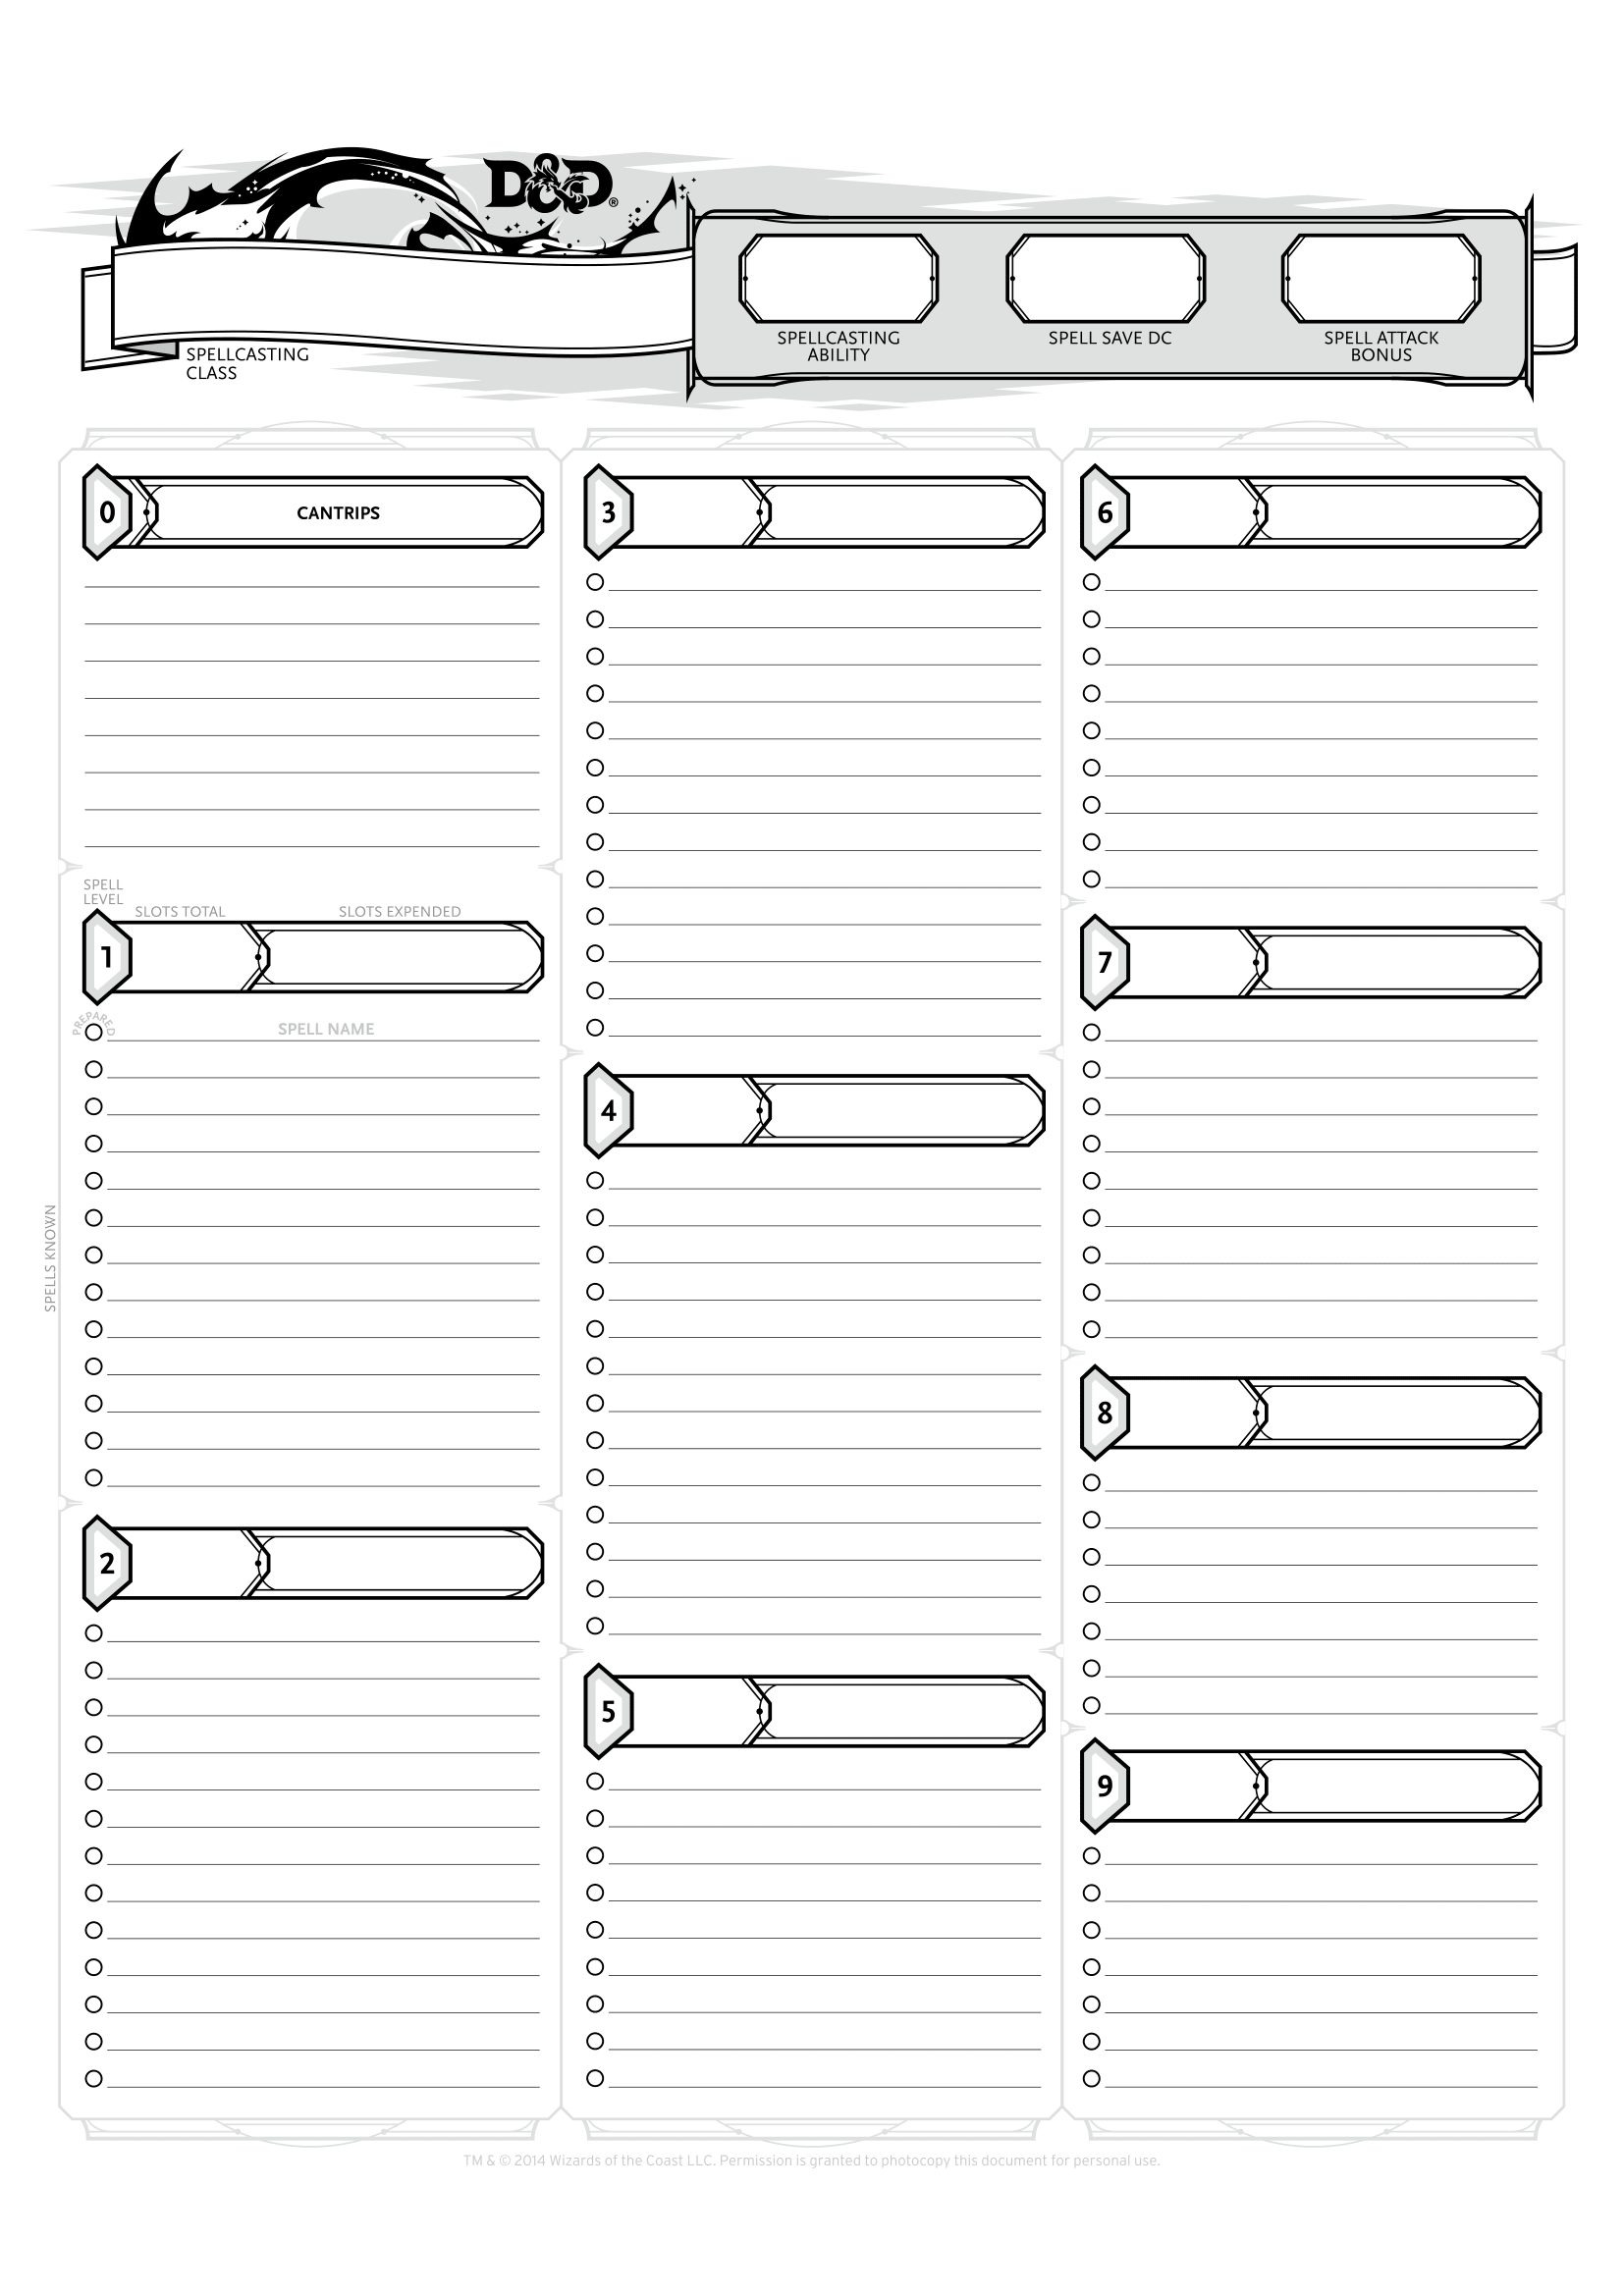 D&D®
SPELLCASTING
CLASS
SPELLCASTING
ABILITY
SPELL SAVE DC
SPELL ATTACK
BONUS
0
CANTRIPS
SPELL
LEVEL
SLOTS TOTAL
SLOTS EXPENDED
1
PREPARED
SPELL NAME
SPELLS KNOWN
2
3
4
5
6
7
8
9
TM & © 2014 Wizards of the Coast LLC. Permission is granted to photocopy this document for personal use.